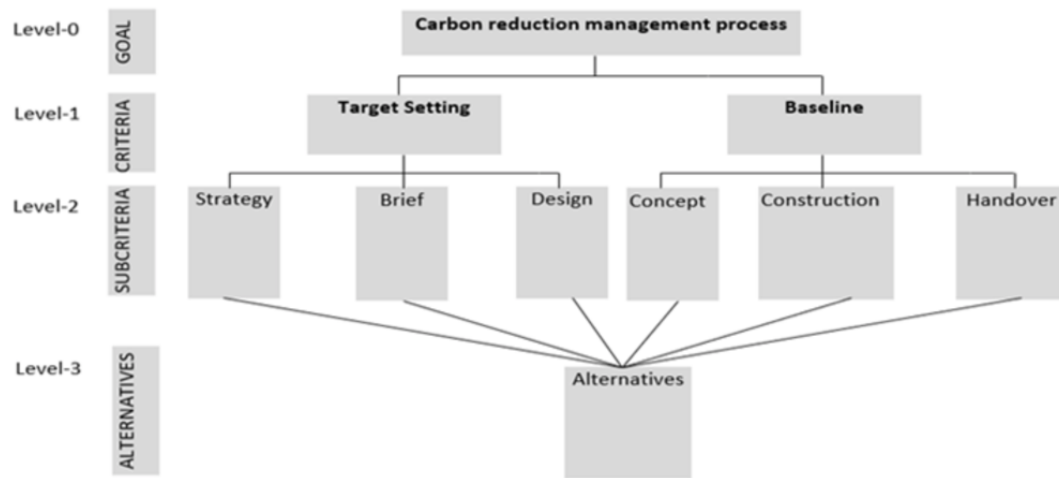 Level-0
GOAL
Carbon reduction management process
Level-1
CRITERIA
Target Setting
Baseline
Level-2
SUBCRITERIA
Strategy
Brief
Design
Concept
Construction
Handover
Level-3
ALTERNATIVES
Alternatives